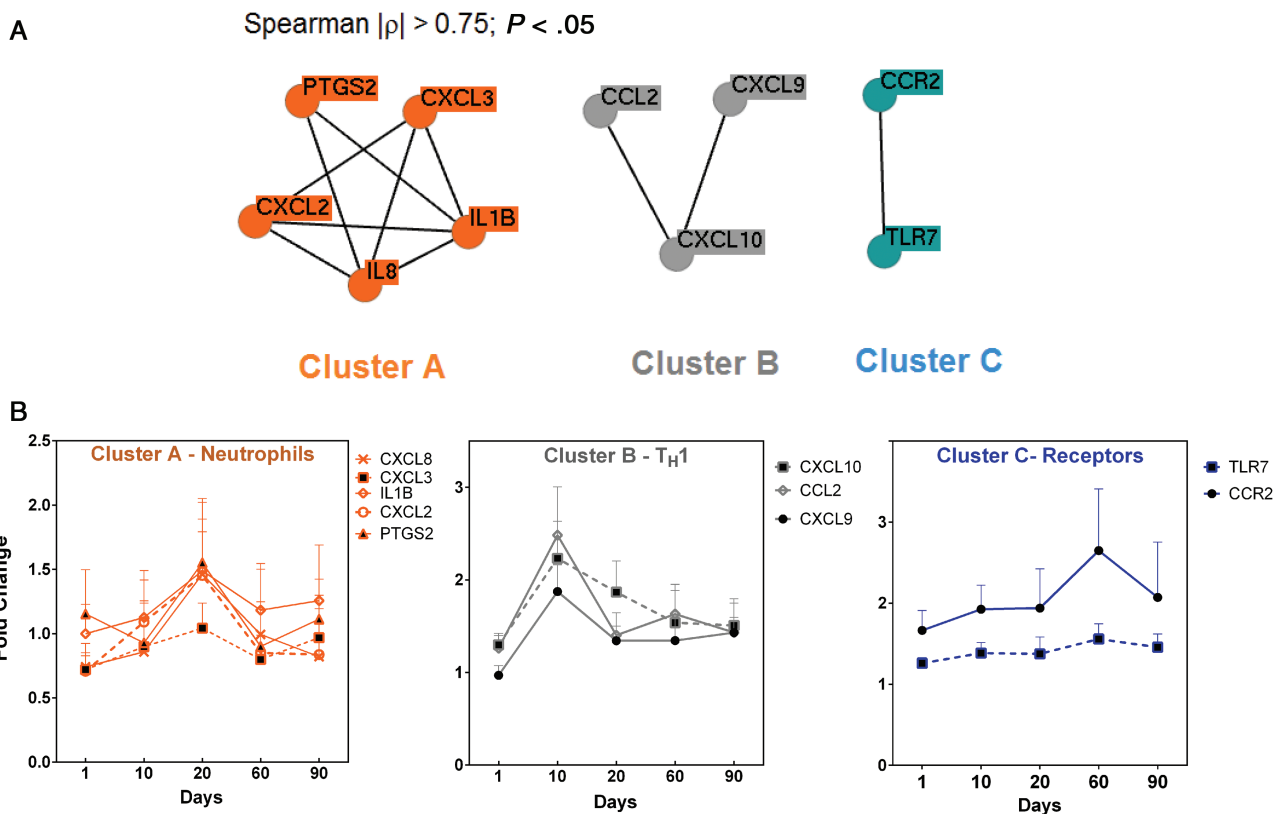 A
Spearman |ρ| > 0.75; P < .05
PTGS2
CXCL3
CXCL2
IL1B
IL8
CCL2
CXCL9
CXCL10
CCR2
TLR7
Cluster A
Cluster B
Cluster C
B
Fold Change
2.5
2.0
1.5
1.0
0.5
0.0
Cluster A - Neutrophils
1 10 20 60 90
Days
CXCL8
CXCL3
IL1B
CXCL2
PTGS2
3
2
1
0
Cluster B - TH1
1 10 20 60 90
Days
CXCL10
CCL2
CXCL9
3
2
1
0
Cluster C- Receptors
1 10 20 60 90
Days
TLR7
CCR2